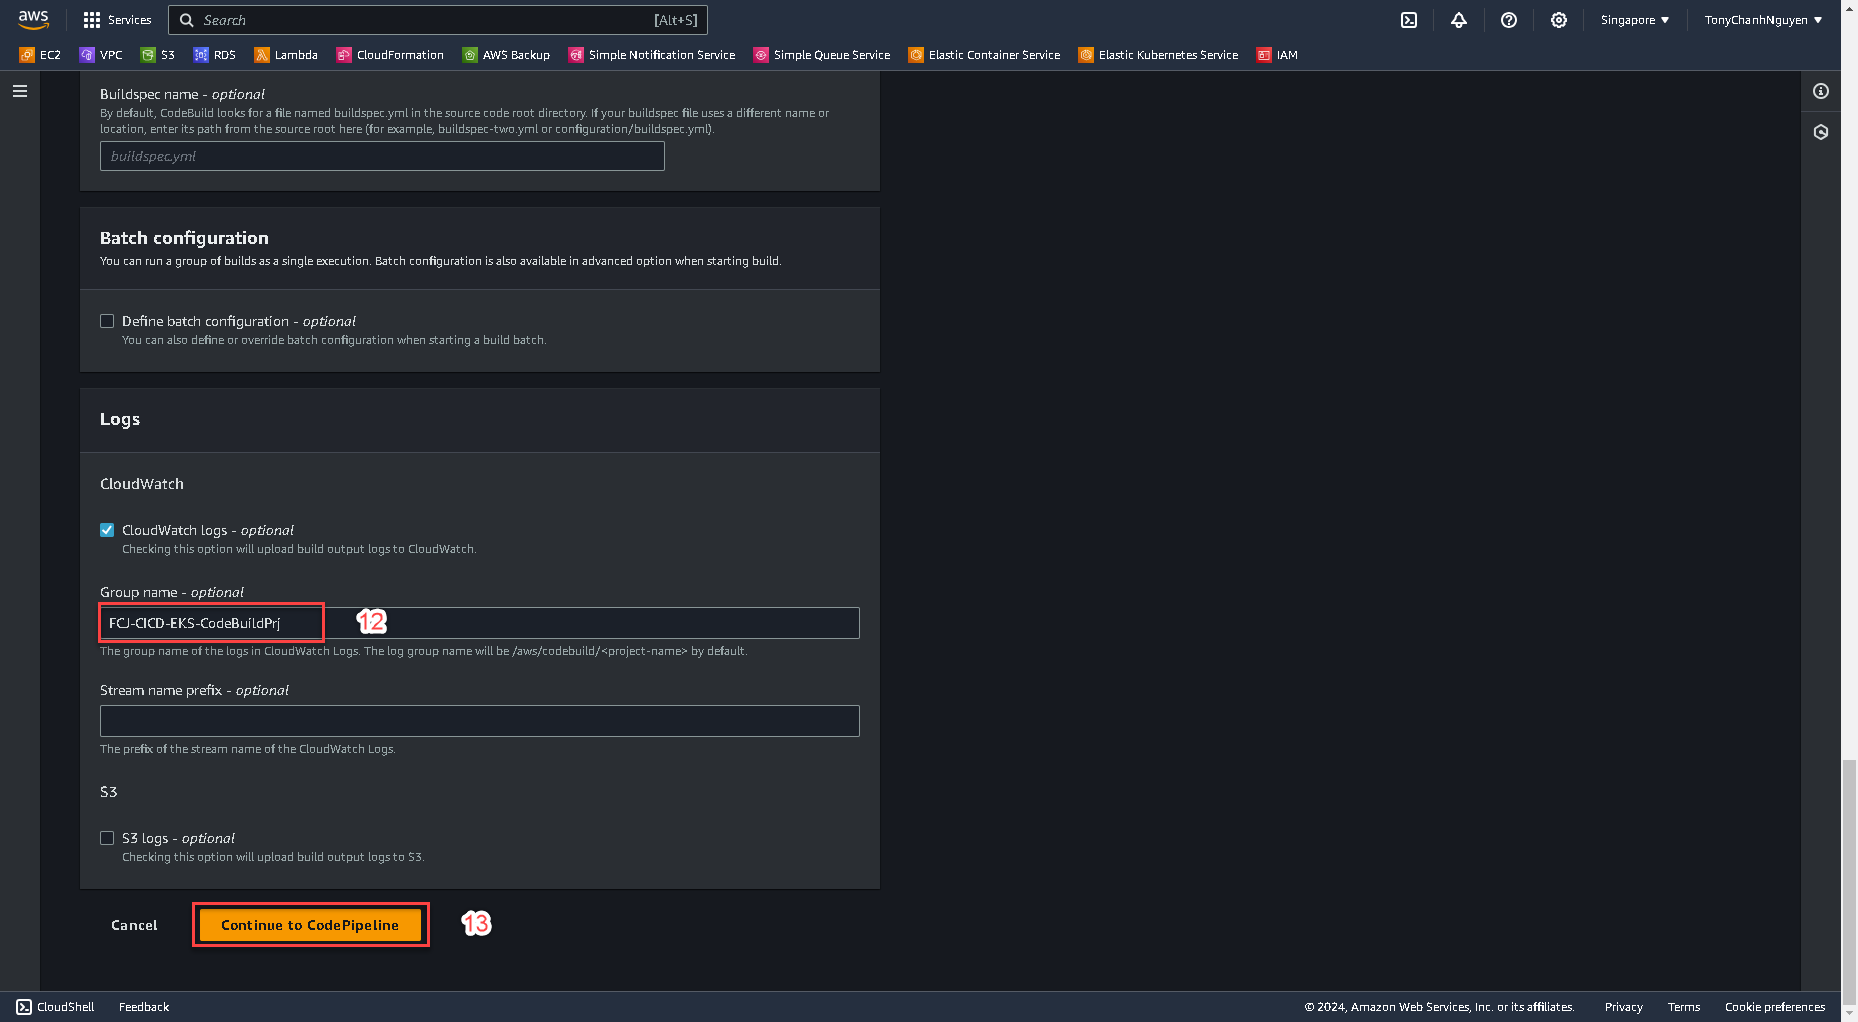 aws Services Search [Alt+S] Singapore ▼ TonyChanhNguyen ▼
EC2 VPC S3 RDS Lambda CloudFormation AWS Backup Simple Notification Service Simple Queue Service Elastic Container Service Elastic Kubernetes Service IAM
Buildspec name - optional
By default, CodeBuild looks for a file named buildspec.yml in the source code root directory. If your buildspec file uses a different name or
location, enter its path from the source root here (for example, buildspec-two.yml or configuration/buildspec.yml).
buildspec.yml
Batch configuration
You can run a group of builds as a single execution. Batch configuration is also available in advanced option when starting build.
Define batch configuration - optional
You can also define or override batch configuration when starting a build batch.
Logs
CloudWatch
CloudWatch logs - optional
Checking this option will upload build output logs to CloudWatch.
Group name - optional
FCJ-CICD-EKS-CodeBuildPrj 12
The group name of the logs in CloudWatch Logs. The log group name will be /aws/codebuild/<project-name> by default.
Stream name prefix - optional
The prefix of the stream name of the CloudWatch Logs.
S3
S3 logs - optional
Checking this option will upload build output logs to S3.
Cancel Continue to CodePipeline 13
CloudShell Feedback © 2024, Amazon Web Services, Inc. or its affiliates. Privacy Terms Cookie preferences